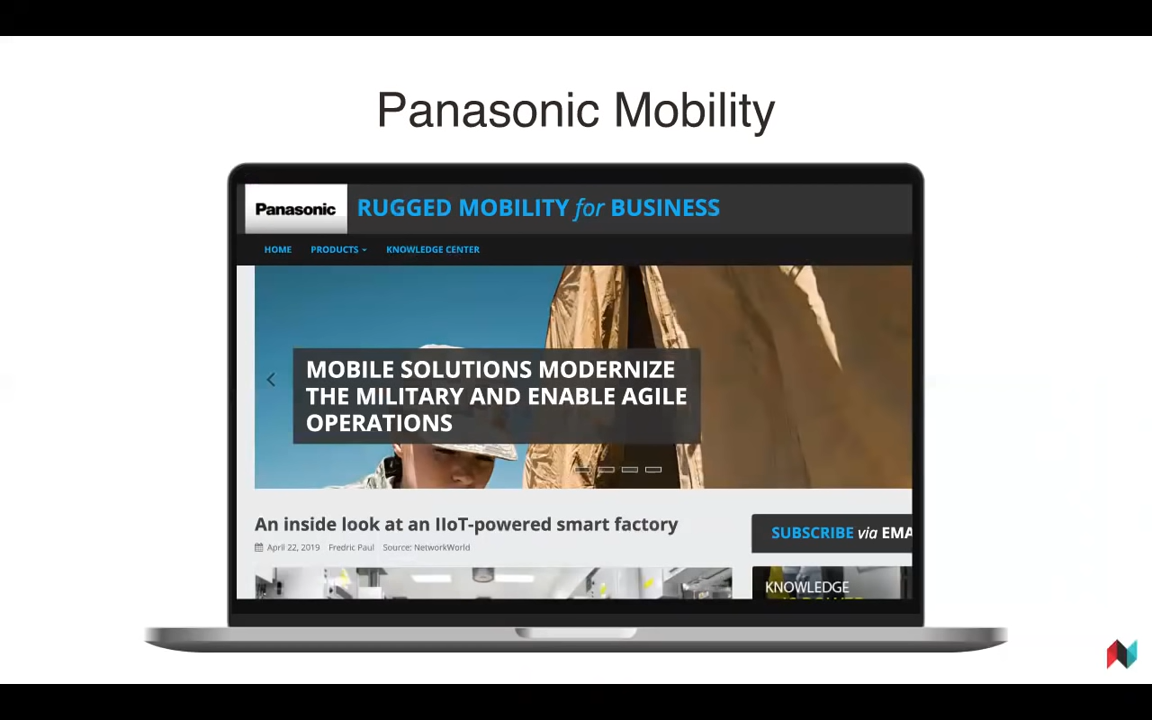 Panasonic Mobility
Panasonic
RUGGED MOBILITY for BUSINESS
HOME
PRODUCTS
KNOWLEDGE CENTER
MOBILE SOLUTIONS MODERNIZE
THE MILITARY AND ENABLE AGILE
OPERATIONS
An inside look at an IIoT-powered smart factory
April 22, 2019 Fredric Paul Source: NetworkWorld
SUBSCRIBE via EMA
KNOWLEDGE